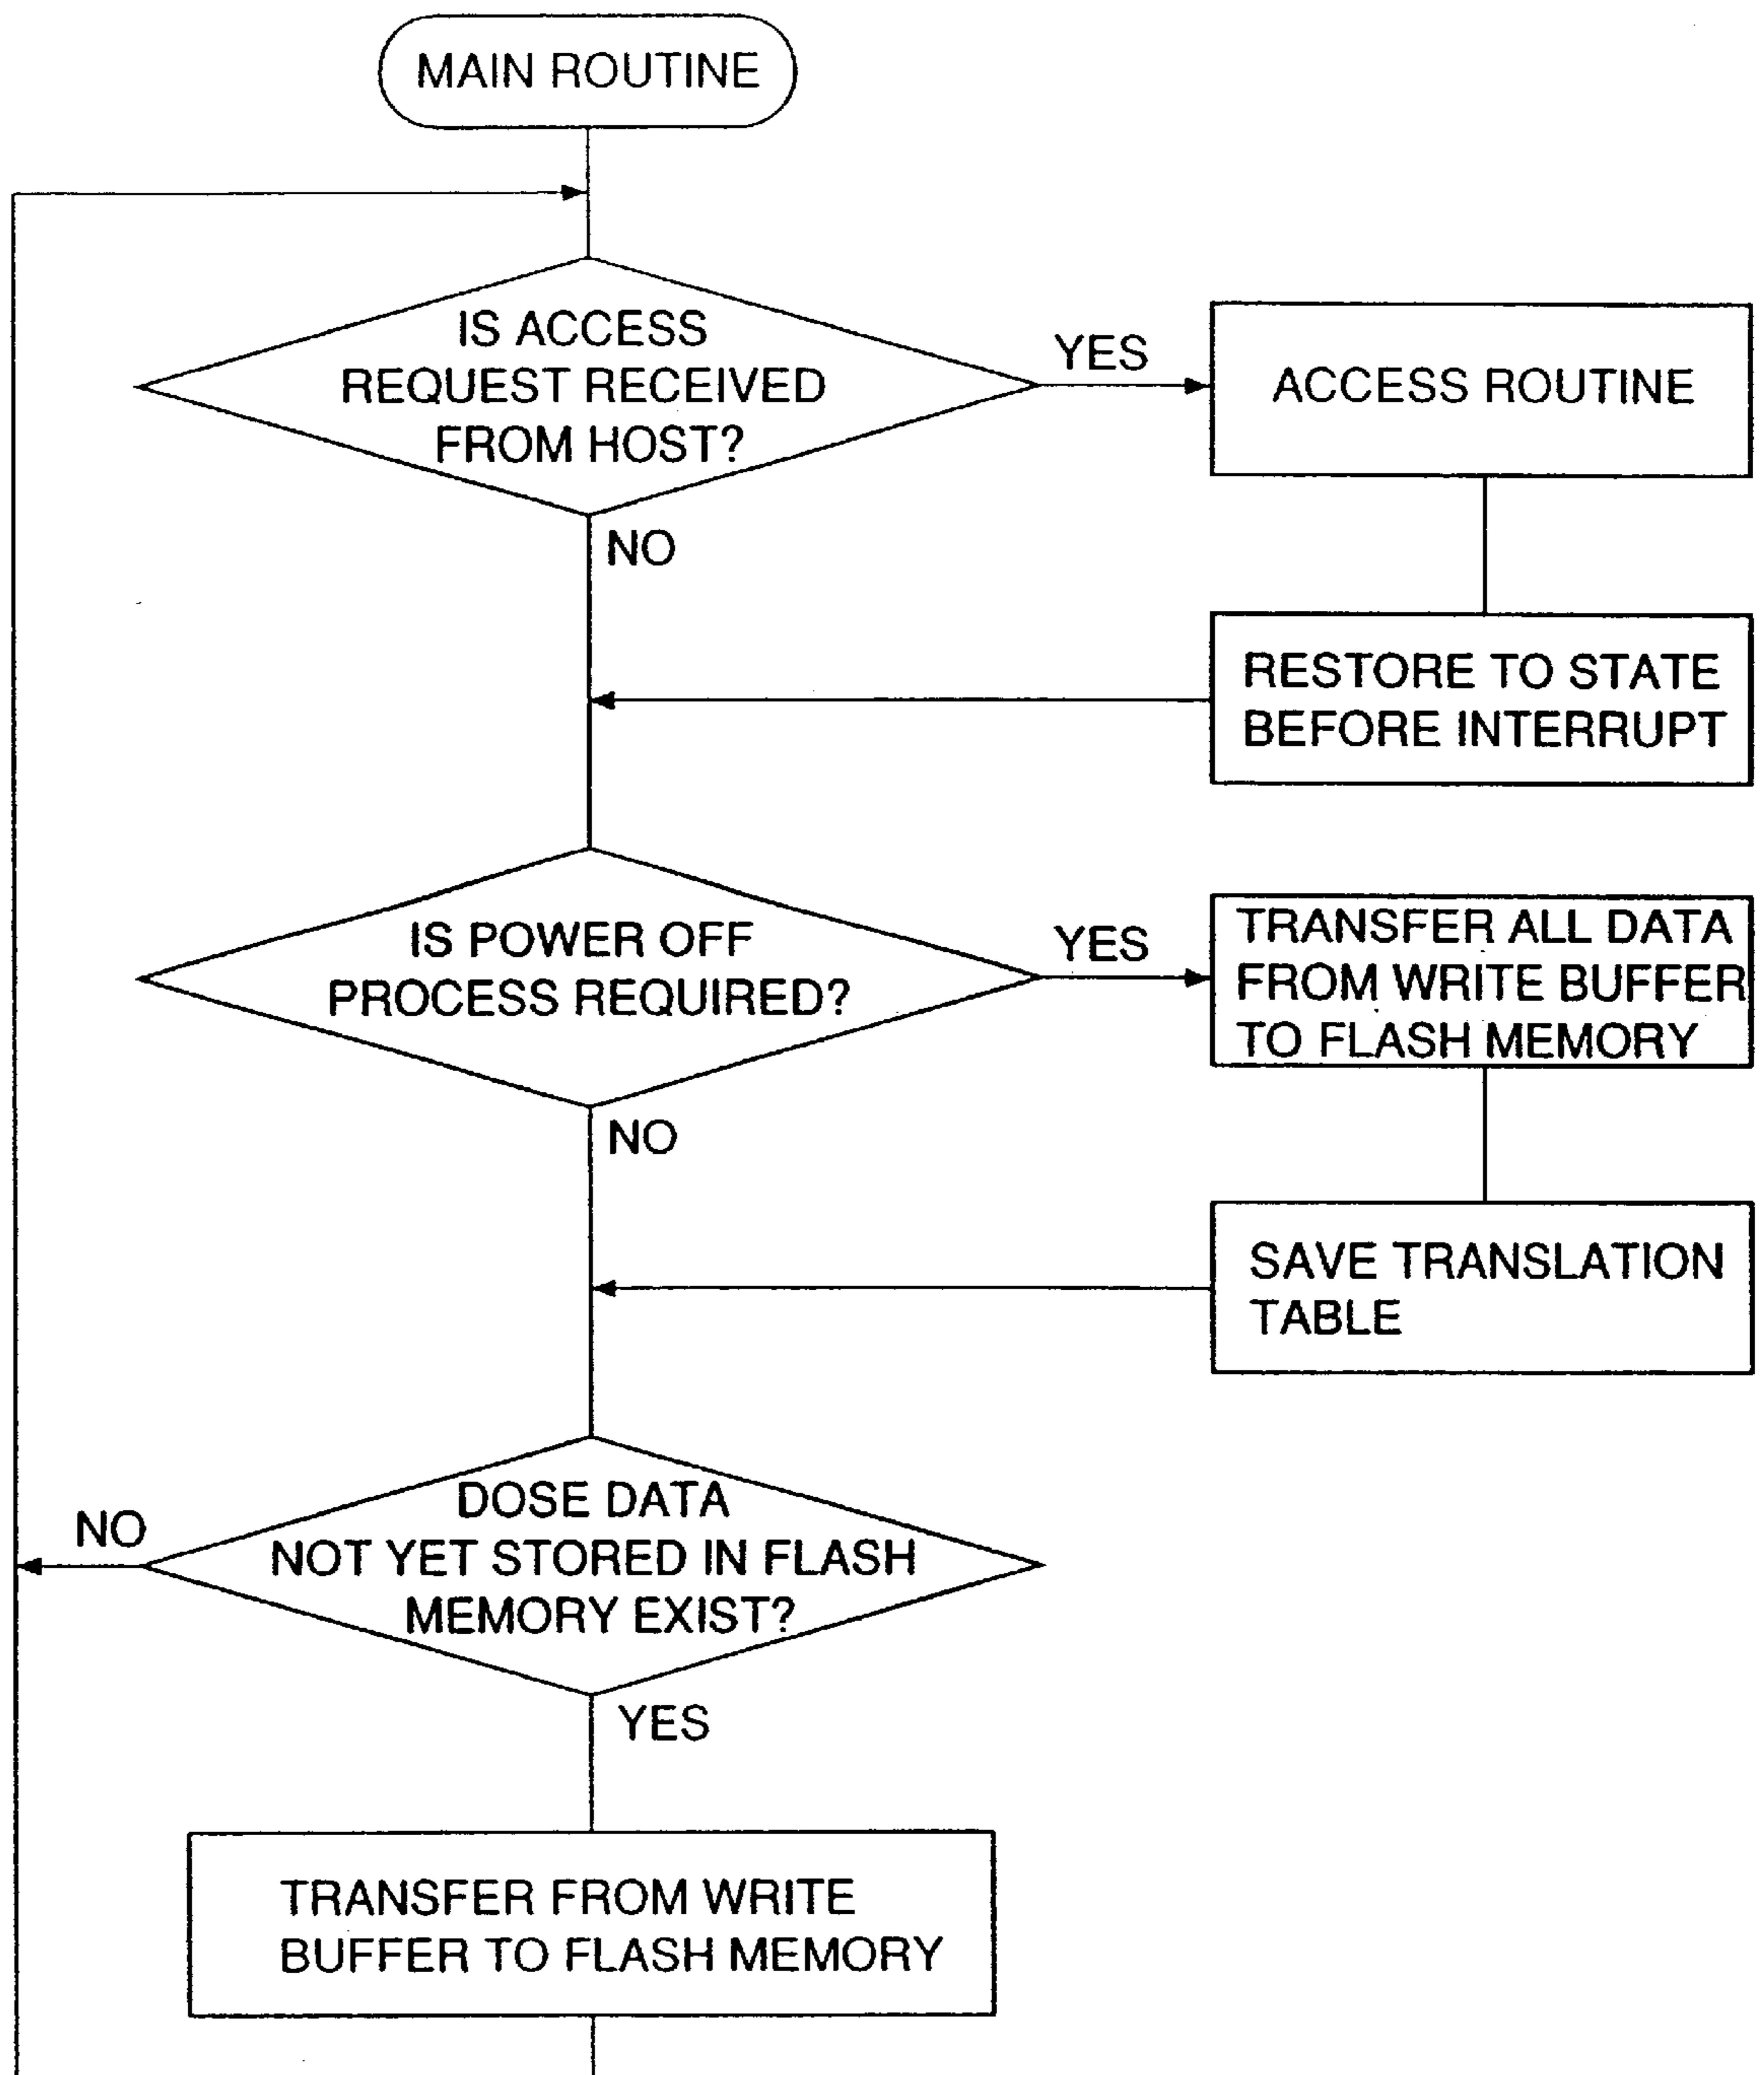 MAIN ROUTINE
IS ACCESS
REQUEST RECEIVED
FROM HOST?
YES
ACCESS ROUTINE
NO
RESTORE TO STATE
BEFORE INTERRUPT
IS POWER OFF
PROCESS REQUIRED?
YES
TRANSFER ALL DATA
FROM WRITE BUFFER
TO FLASH MEMORY
NO
SAVE TRANSLATION
TABLE
DOSE DATA
NOT YET STORED IN FLASH
MEMORY EXIST?
NO
YES
TRANSFER FROM WRITE
BUFFER TO FLASH MEMORY